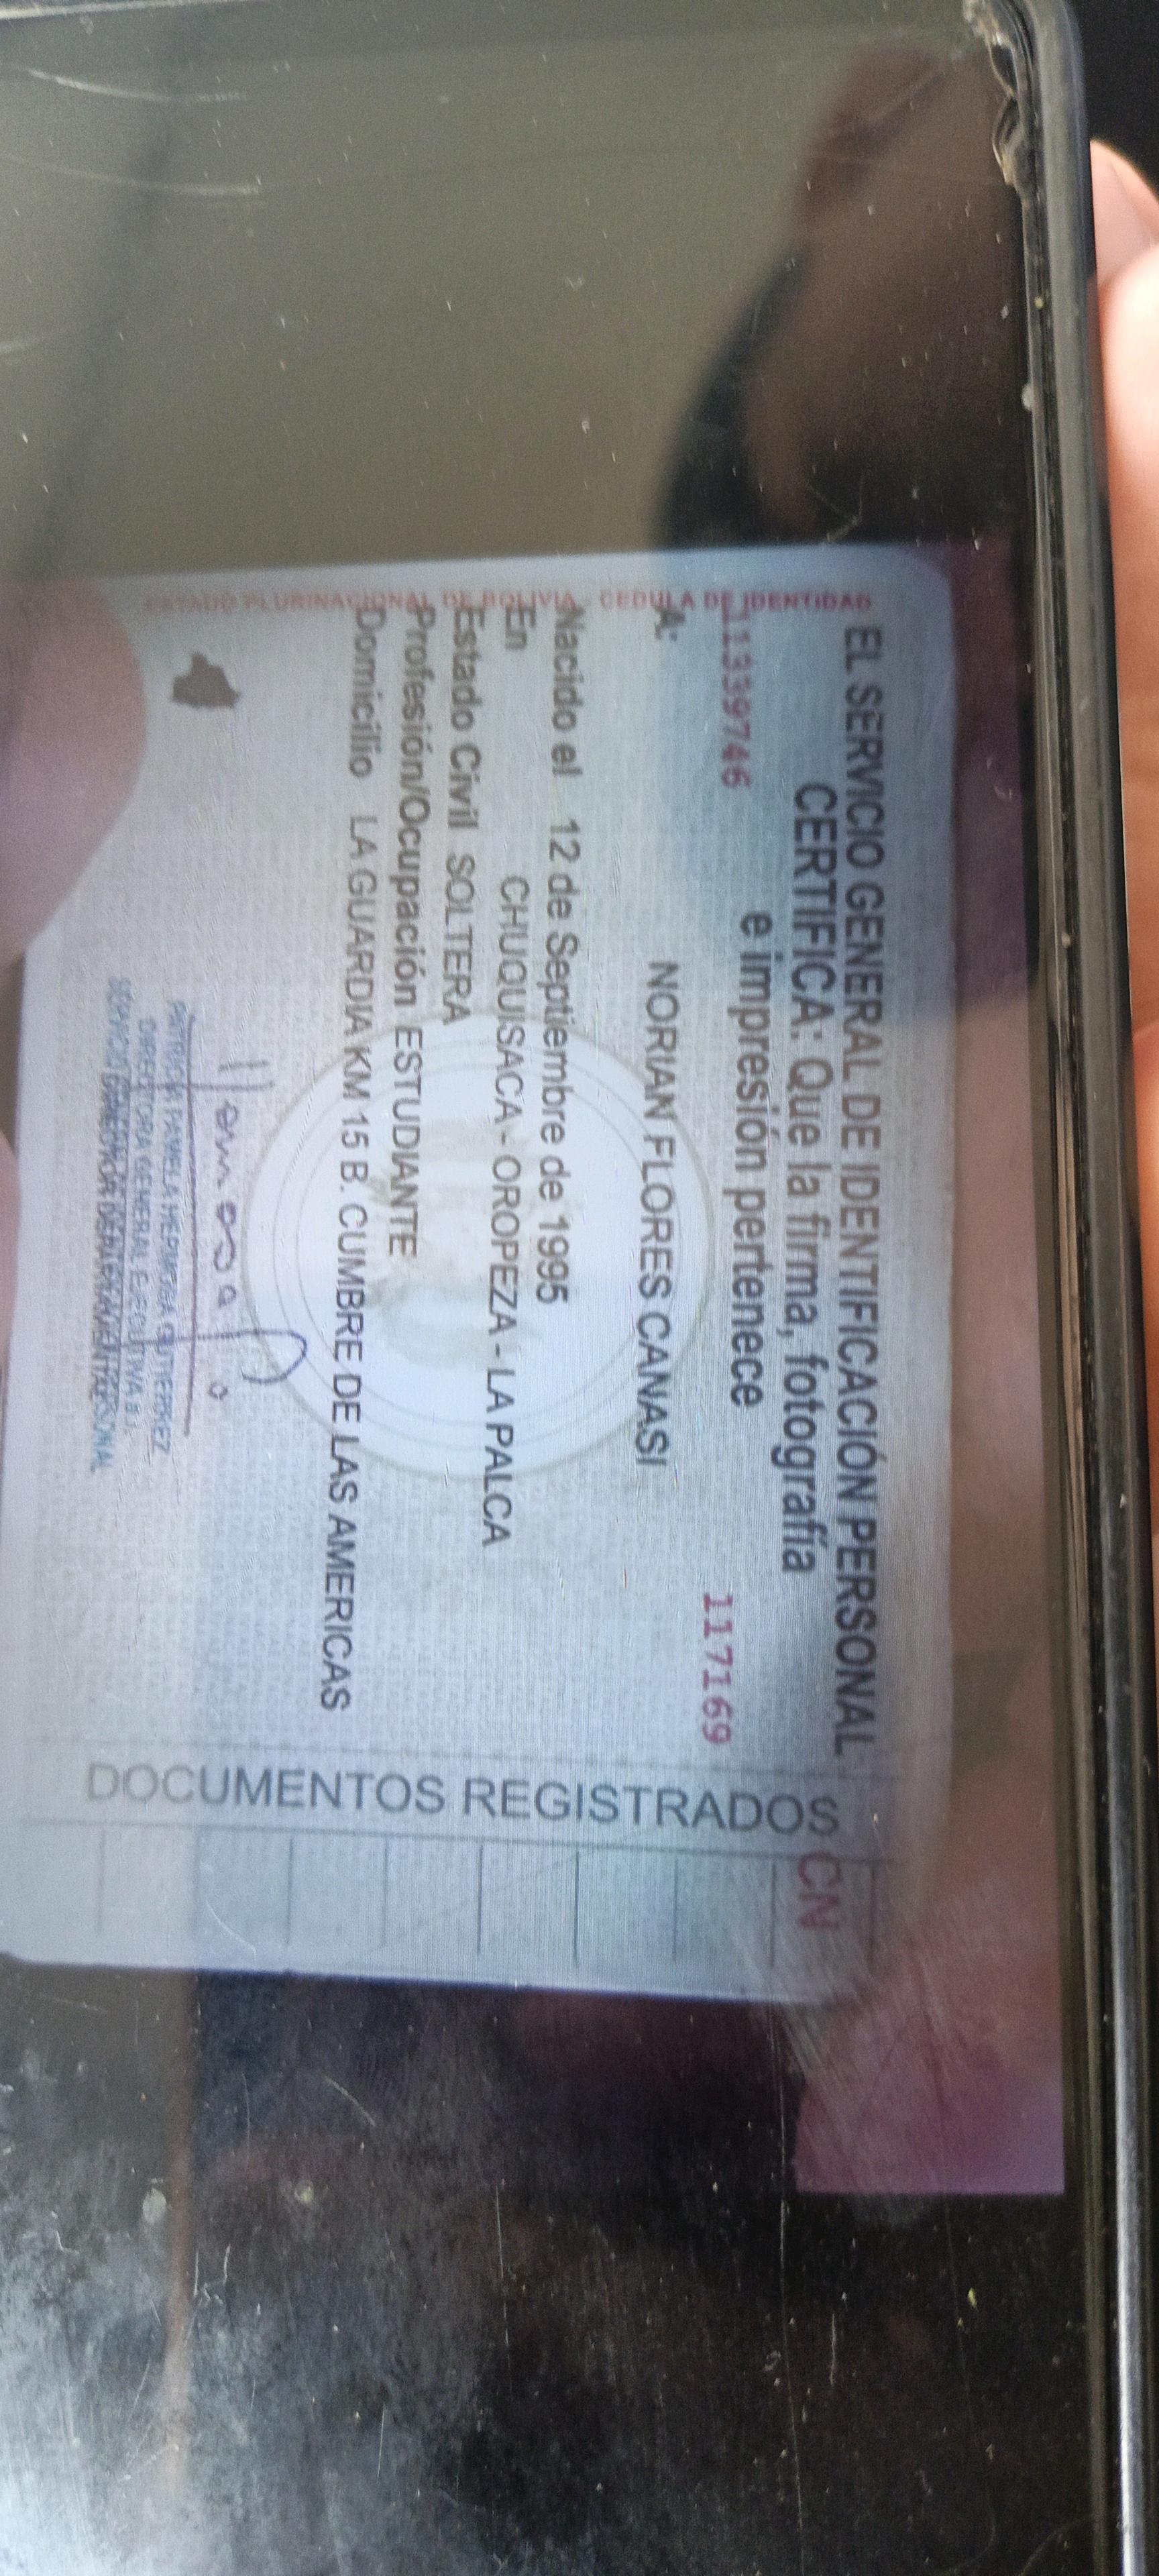 ESTADO PLURINACIONAL DE BOLIVIA - CEDULA DE IDENTIDAD
EL SERVICIO GENERAL DE IDENTIFICACIÓN PERSONAL
CERTIFICA: Que la firma, fotografía
e impresión pertenece
11339746
117169
A: NORIAN FLORES CANASI
Nacido el 12 de Septiembre de 1995
En CHUQUISACA - OROPEZA - LA PALCA
Estado Civil SOLTERA
Profesión/Ocupación ESTUDIANTE
Domicilio LA GUARDIA KM 15 B. CUMBRE DE LAS AMERICAS
PATRICIA PAMELA HERMOSA GUTIERREZ
DIRECTORA GENERAL EJECUTIVA a.i.
SERVICIO GENERAL DE
DOCUMENTOS REGISTRADOS
CN